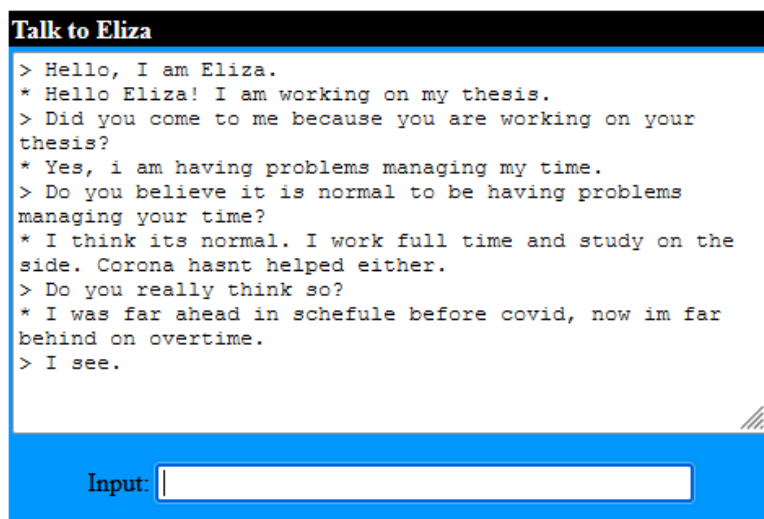 Talk to Eliza
> Hello, I am Eliza.
* Hello Eliza! I am working on my thesis.
> Did you come to me because you are working on your
thesis?
* Yes, i am having problems managing my time.
> Do you believe it is normal to be having problems
managing your time?
* I think its normal. I work full time and study on the
side. Corona hasnt helped either.
> Do you really think so?
* I was far ahead in schefule before covid, now im far
behind on overtime.
> I see.
Input: